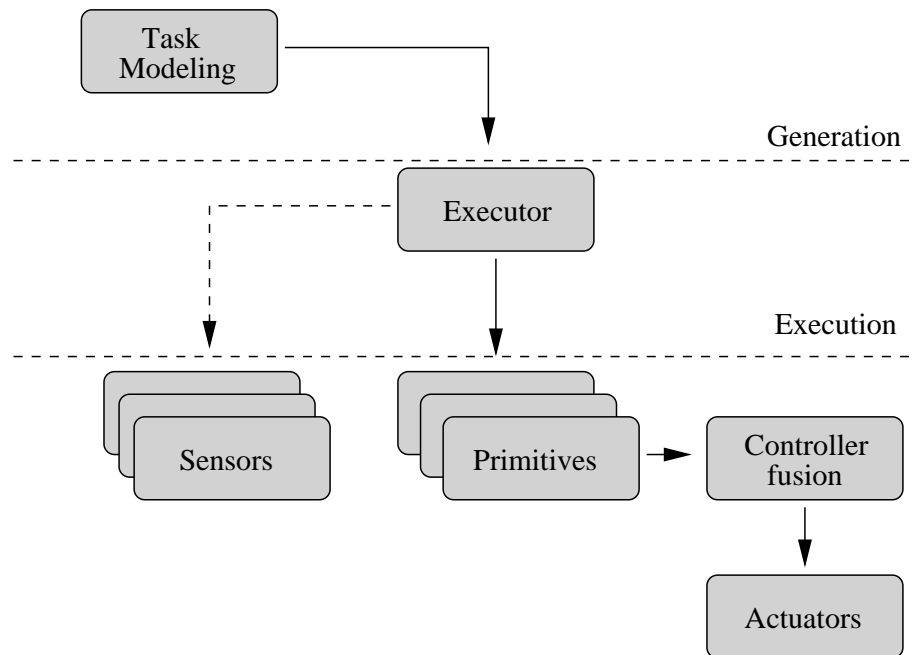 Task
Modeling
Generation
Executor
Execution
Sensors
Primitives
Controller
fusion
Actuators